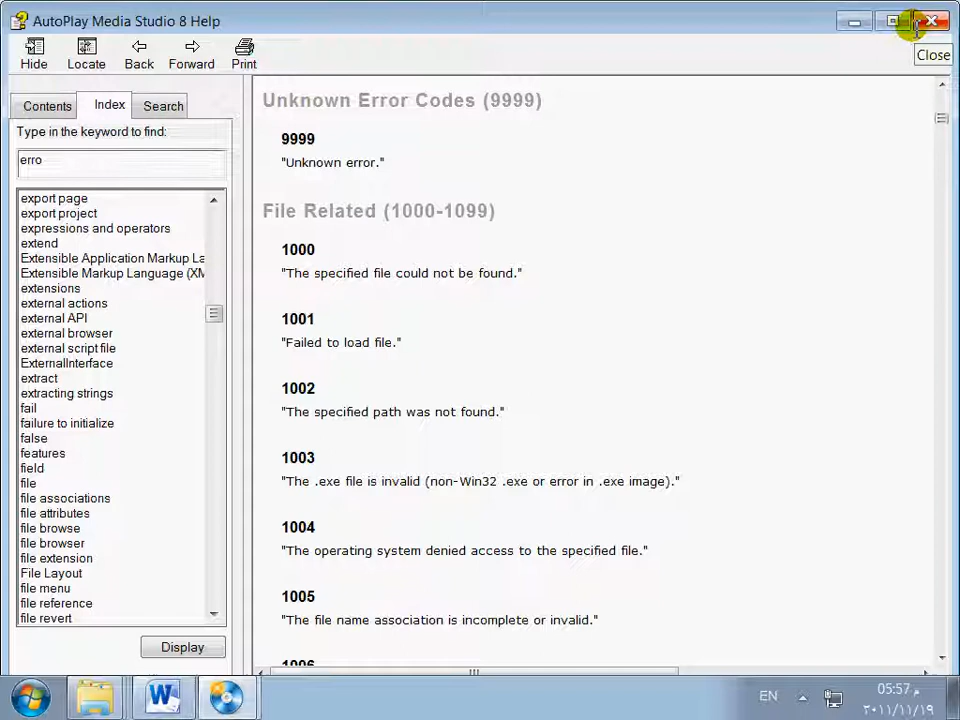 AutoPlay Media Studio 8 Help
Hide
Locate
Back
Forward
Print
Close
Contents
Index
Search
Type in the keyword to find:
erro
export page
export project
expressions and operators
extend
Extensible Application Markup La
Extensible Markup Language (XM
extensions
external actions
external API
external browser
external script file
ExternalInterface
extract
extracting strings
fail
failure to initialize
false
features
field
file
file associations
file attributes
file browse
file browser
file extension
File Layout
file menu
file reference
file revert
Display
Unknown Error Codes (9999)
9999
"Unknown error."
File Related (1000-1099)
1000
"The specified file could not be found."
1001
"Failed to load file."
1002
"The specified path was not found."
1003
"The .exe file is invalid (non-Win32 .exe or error in .exe image)."
1004
"The operating system denied access to the specified file."
1005
"The file name association is incomplete or invalid."
1006
EN
05:57 م
٢٠١١/١١/١٩